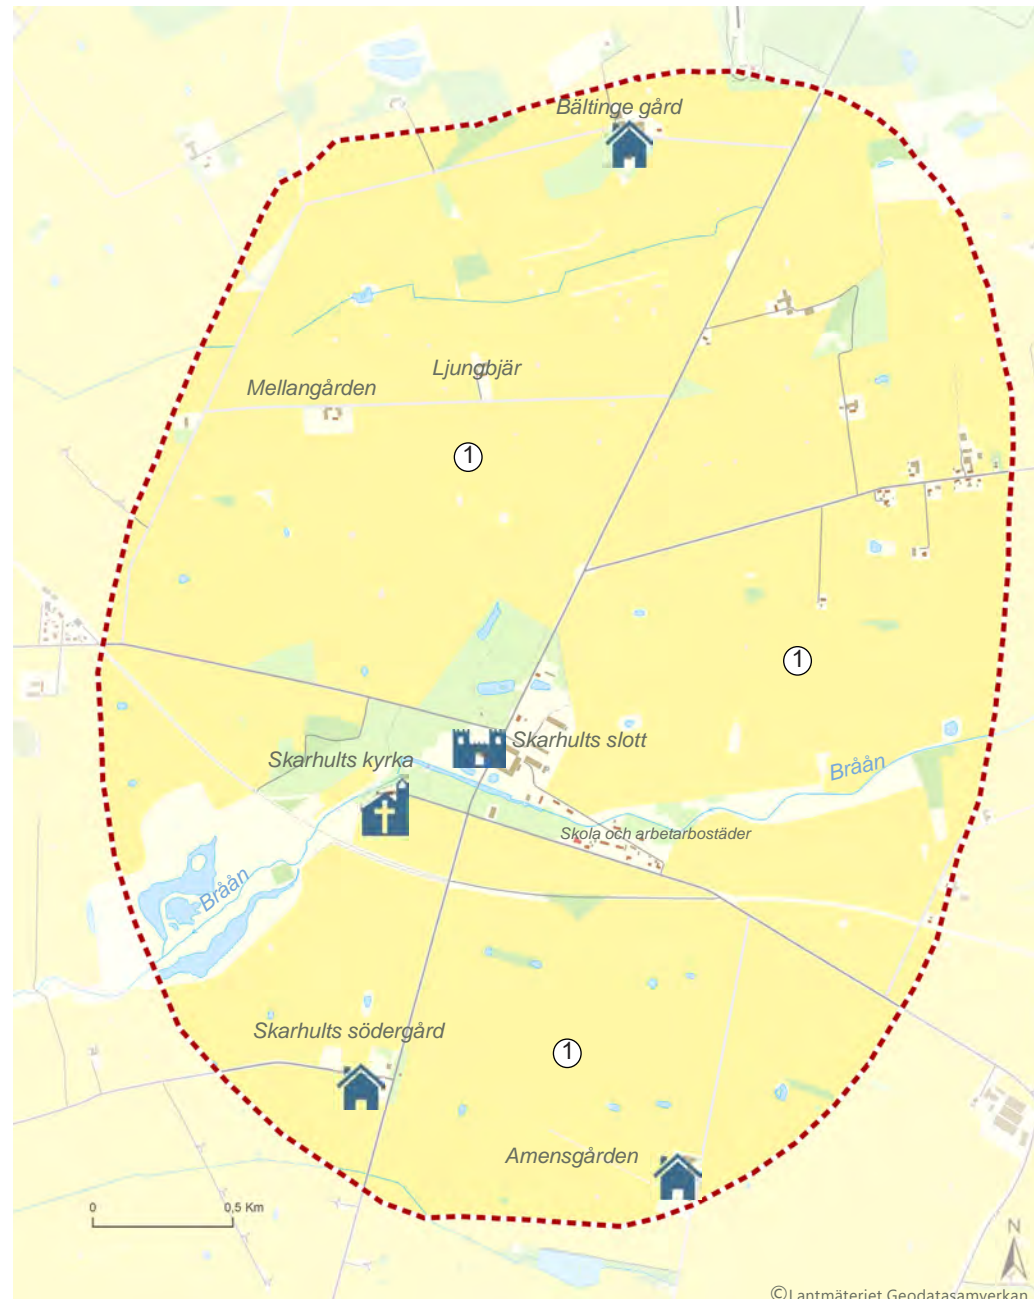 Bältinge gård
Ljungbjär
Mellangården
1
1
Skarhults slott
Skarhults kyrka
Bråån
Skola och arbetarbostäder
Bråån
Skarhults södergård
1
Amensgården
0 0,5 Km
N
©Lantmäteriet Geodatasamverkan